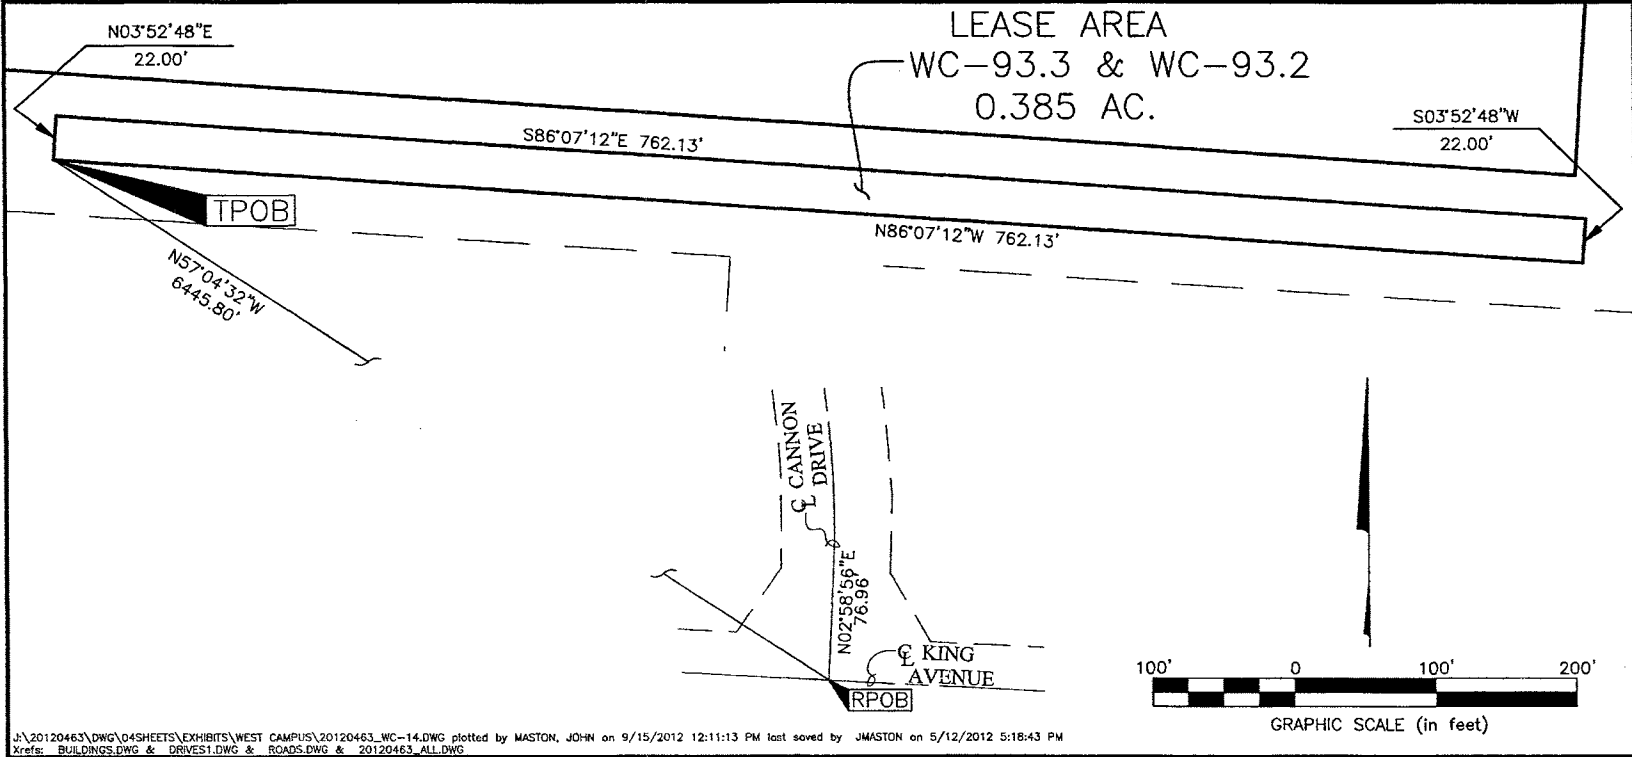 LEASE AREA
WC-93.3 & WC-93.2
0.385 AC.
N03°52'48"E
22.00'
S03°52'48"W
22.00'
S86°07'12"E 762.13'
N86°07'12"W 762.13'
TPOB
N57°04'32"W
6445.80'
℄ CANNON
DRIVE
N02°58'56"E
76.96'
℄ KING
AVENUE
RPOB
100' 0 100' 200'
GRAPHIC SCALE (in feet)
J:\20120463\DWG\04SHEETS\EXHIBITS\WEST CAMPUS\20120463_WC-14.DWG plotted by MASTON, JOHN on 9/15/2012 12:11:13 PM last saved by JMASTON on 5/12/2012 5:18:43 PM
Xrefs: BUILDINGS.DWG & DRIVES1.DWG & ROADS.DWG & 20120463_ALL.DWG